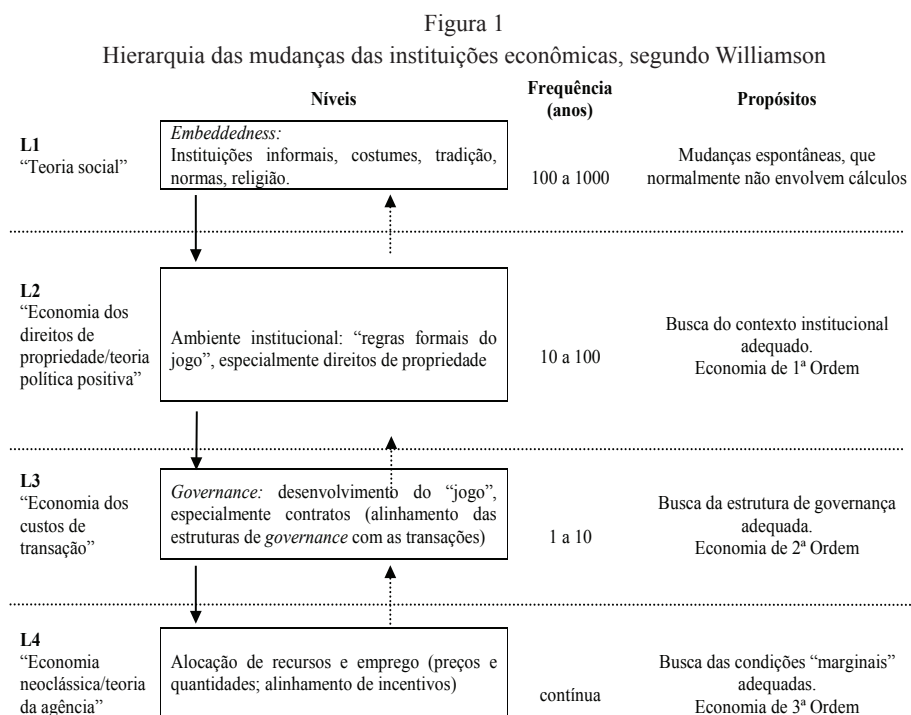 Figura 1
Hierarquia das mudanças das instituições econômicas, segundo Williamson
Níveis
Frequência
(anos)
Propósitos
L1
“Teoria social”
Embeddedness:
Instituições informais, costumes, tradição,
normas, religião.
100 a 1000
Mudanças espontâneas, que
normalmente não envolvem cálculos
L2
“Economia dos
direitos de
propriedade/teoria
política positiva”
Ambiente institucional: “regras formais do
jogo”, especialmente direitos de propriedade
10 a 100
Busca do contexto institucional
adequado.
Economia de 1ª Ordem
L3
“Economia dos
custos de
transação”
Governance: desenvolvimento do “jogo”,
especialmente contratos (alinhamento das
estruturas de governance com as transações)
1 a 10
Busca da estrutura de governança
adequada.
Economia de 2ª Ordem
L4
“Economia
neoclássica/teoria
da agência”
Alocação de recursos e emprego (preços e
quantidades; alinhamento de incentivos)
contínua
Busca das condições “marginais”
adequadas.
Economia de 3ª Ordem